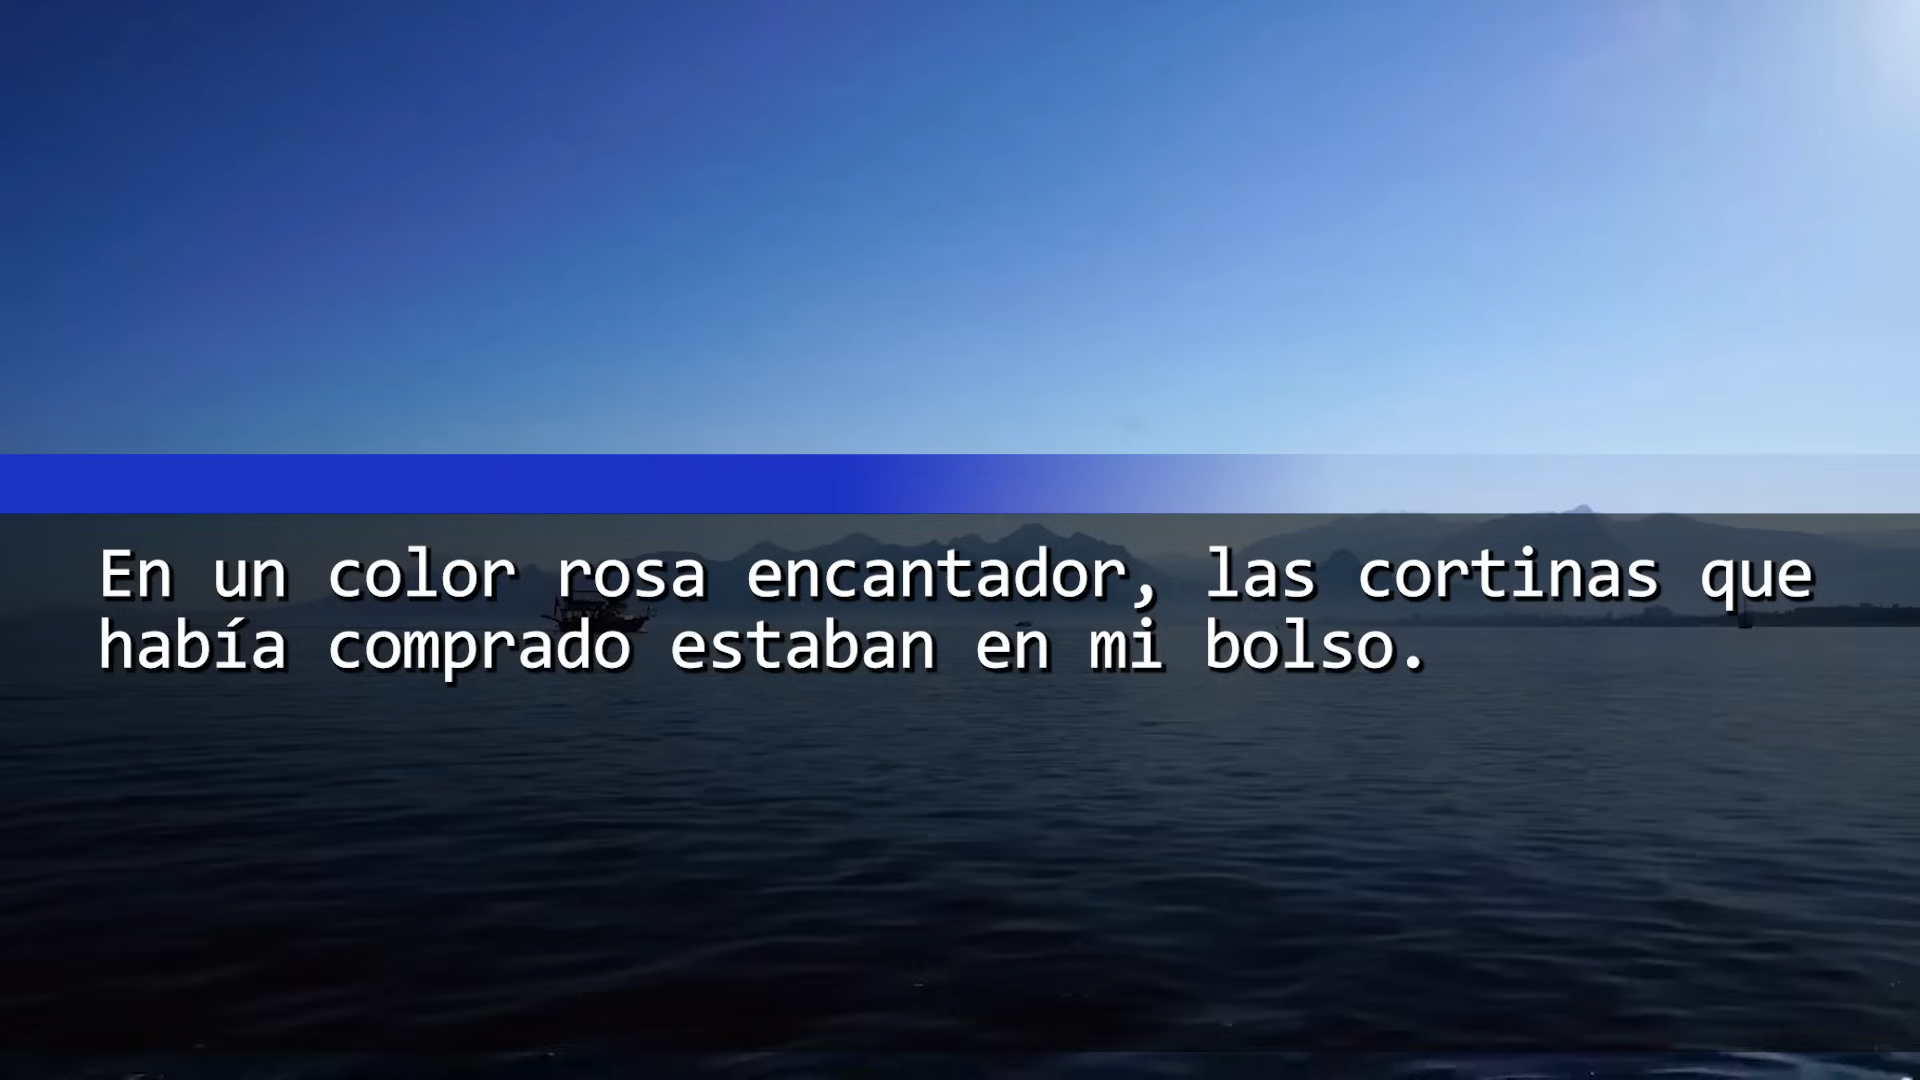 En un color rosa encantador, las cortinas que
había comprado estaban en mi bolso.